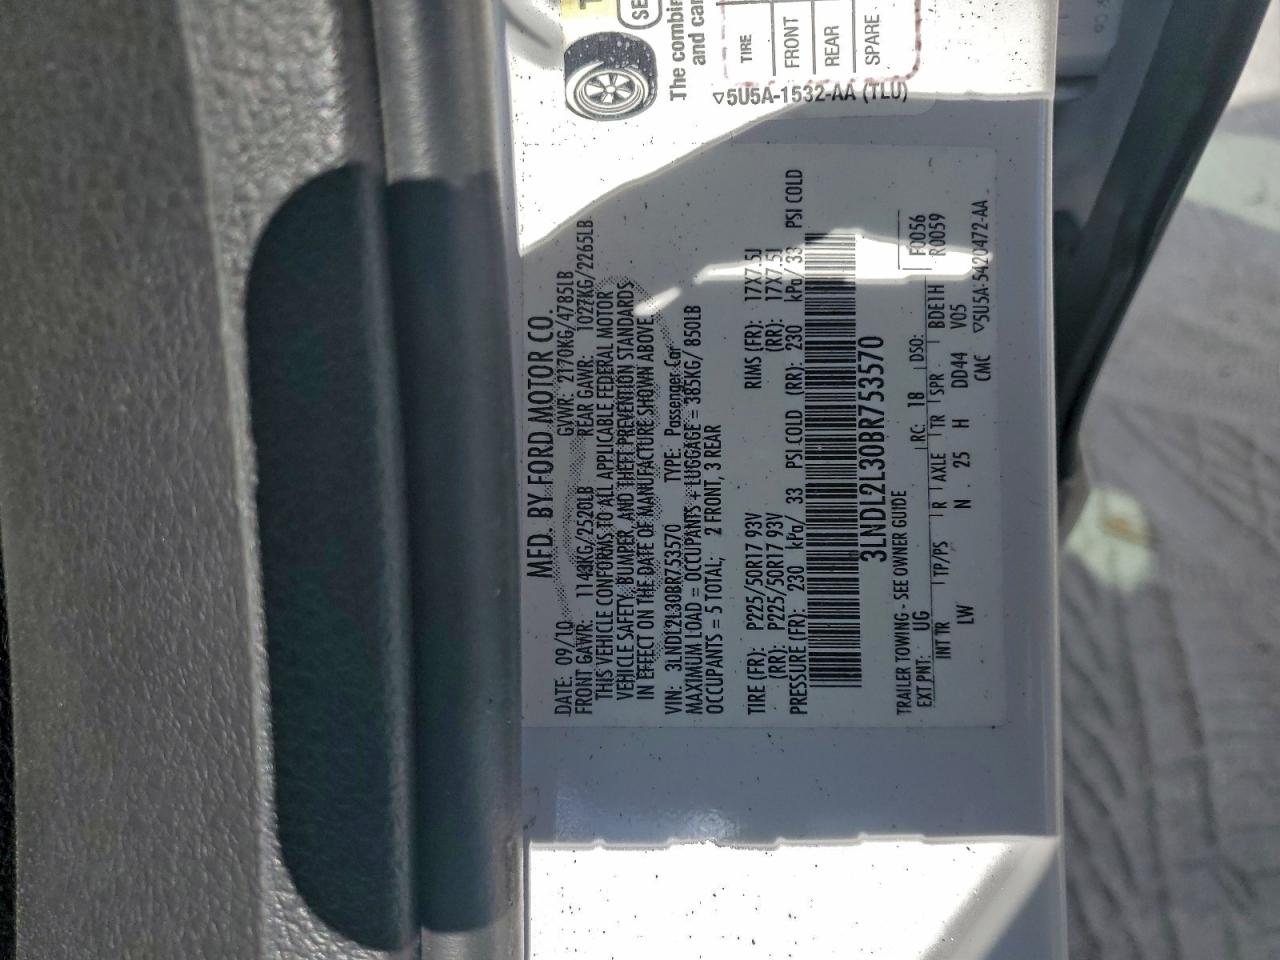 MFD. BY FORD MOTOR CO.
DATE: 09/10 GVWR: 2170KG/4785LB
FRONT GAWR: 1143KG/2520LB REAR GAWR: 1027KG/2265LB
THIS VEHICLE CONFORMS TO ALL APPLICABLE FEDERAL MOTOR
VEHICLE SAFETY, BUMPER, AND THEFT PREVENTION STANDARDS
IN EFFECT ON THE DATE OF MANUFACTURE SHOWN ABOVE.
VIN: 3LNDL2L30BR753570 TYPE: Passenger Car
MAXIMUM LOAD = OCCUPANTS + LUGGAGE = 385KG/ 850LB
OCCUPANTS = 5 TOTAL; 2 FRONT, 3 REAR
TIRE (FR): P225/50R17 93V RIMS (FR): 17X7.5J
(RR): P225/50R17 93V (RR): 17X7.5J
PRESSURE (FR): 230 kPa/ 33 PSI COLD (RR): 230 kPa/ 33 PSI COLD
3LNDL2L30BR753570
TRAILER TOWING - SEE OWNER GUIDE
EXT PNT: UG RC: 18 DSO: F0056
R0059
INT TR TP/PS R AXLE TR SPR BDE1H
LW N 25 H DD44 V05
CMC ▽5U5A-5420472-AA
SE
The combin
and car
TIRE
FRONT
REAR
SPARE
▽5U5A-1532-AA (TLU)